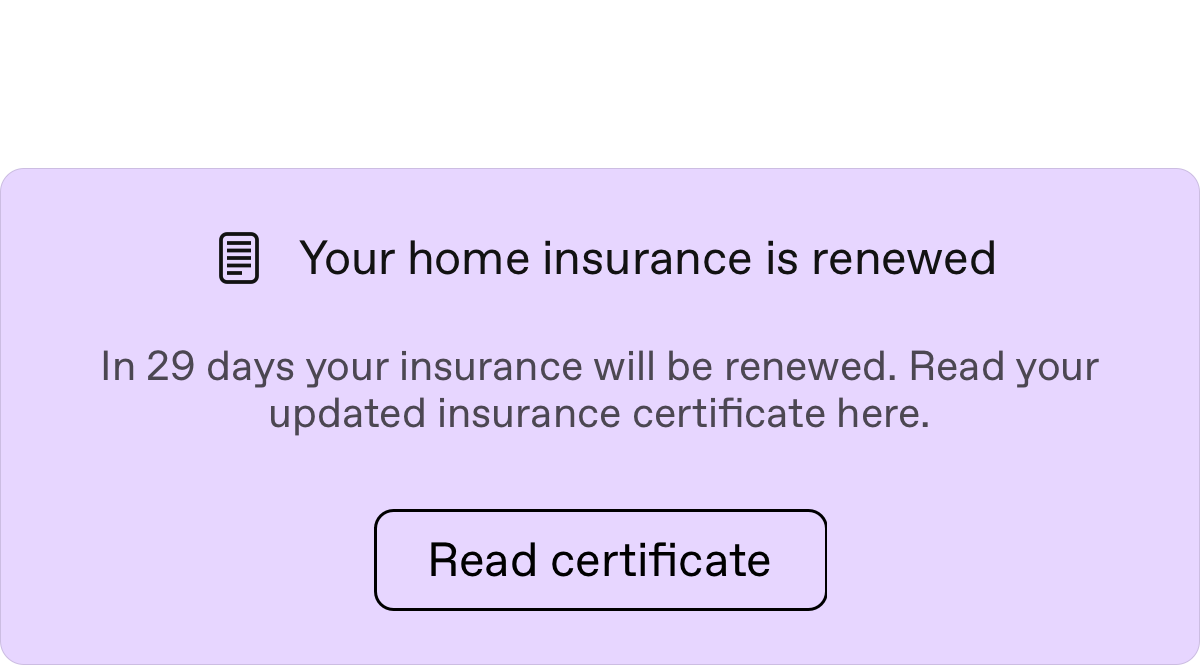 Your home insurance is renewed
In 29 days your insurance will be renewed. Read your
updated insurance certificate here.
Read certificate